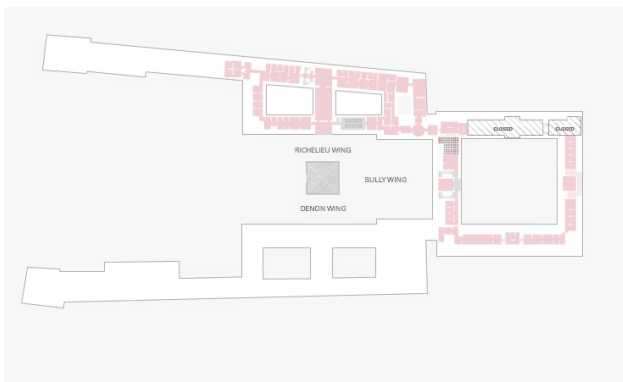 CLOSED
CLOSED
RICHELIEU WING
SULLY WING
DENON WING